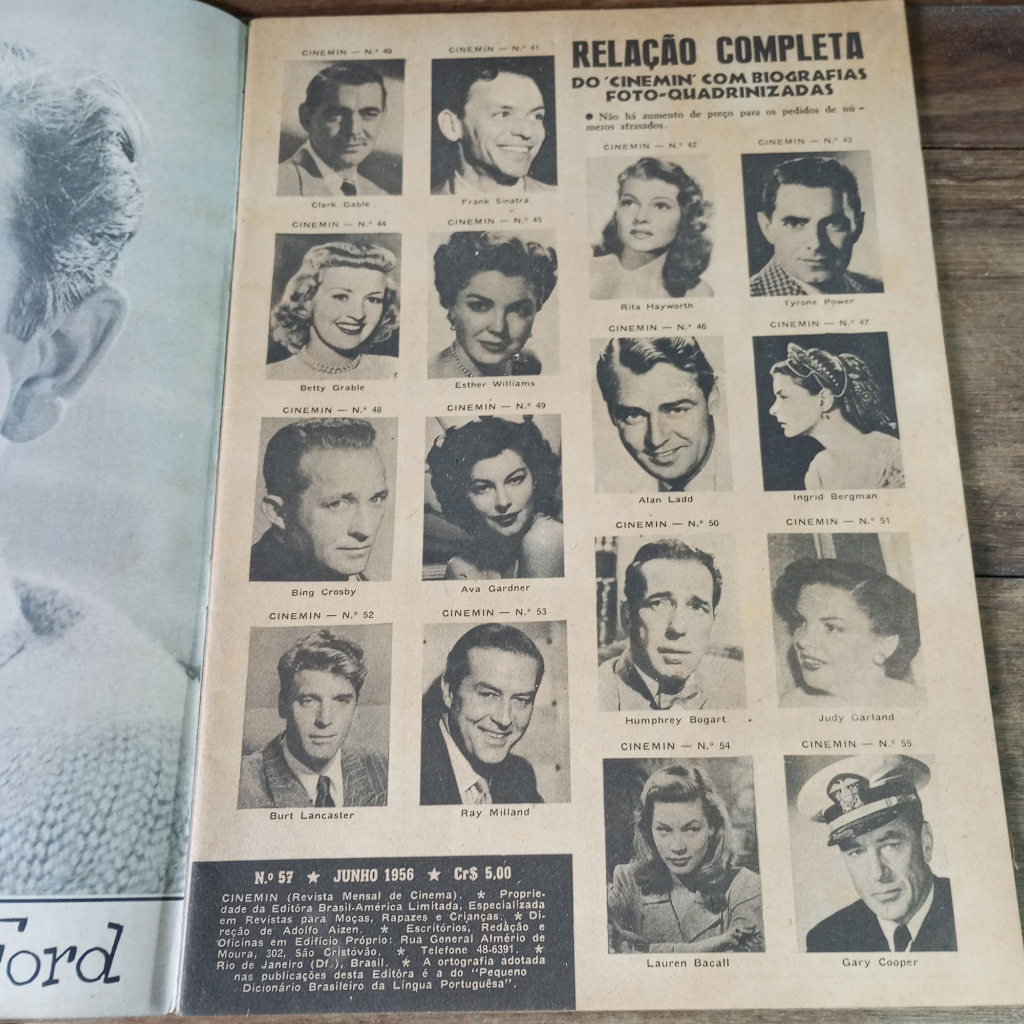 Ford
CINEMIN — N.º 40
Clark Gable
CINEMIN — N.º 41
Frank Sinatra
RELAÇÃO COMPLETA
DO 'CINEMIN' COM BIOGRAFIAS
FOTO-QUADRINIZADAS
● Não há aumento de preço para os pedidos de nú-
meros atrasados.
CINEMIN — N.º 42
Rita Hayworth
CINEMIN — N.º 43
Tyrone Power
CINEMIN — N.º 44
Betty Grable
CINEMIN — N.º 45
Esther Williams
CINEMIN — N.º 46
Alan Ladd
CINEMIN — N.º 47
Ingrid Bergman
CINEMIN — N.º 48
Bing Crosby
CINEMIN — N.º 49
Ava Gardner
CINEMIN — N.º 50
Humphrey Bogart
CINEMIN — N.º 51
Judy Garland
CINEMIN — N.º 52
Burt Lancaster
CINEMIN — N.º 53
Ray Milland
CINEMIN — N.º 54
Lauren Bacall
CINEMIN — N.º 55
Gary Cooper
N.º 57 ★ JUNHO 1956 ★ Cr$ 5,00
CINEMIN (Revista Mensal de Cinema). * Proprie-
dade da Editôra Brasil-América Limitada, Especializada
em Revistas para Moças, Rapazes e Crianças. * Di-
reção de Adolfo Aizen. * Escritórios, Redação e
Oficinas em Edifício Próprio: Rua General Almério de
Moura, 302, São Cristóvão. * Telefone 48-6391. *
Rio de Janeiro (Df.), Brasil. * A ortografia adotada
nas publicações desta Editôra é a do "Pequeno
Dicionário Brasileiro da Língua Portuguêsa".